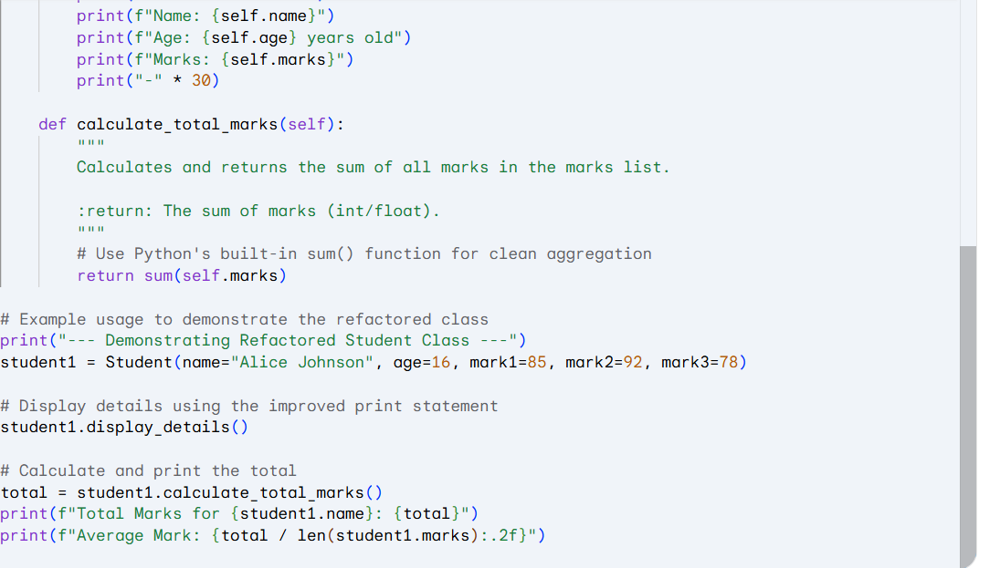 print(f"Name: {self.name}")
        print(f"Age: {self.age} years old")
        print(f"Marks: {self.marks}")
        print("-" * 30)

    def calculate_total_marks(self):
        """
        Calculates and returns the sum of all marks in the marks list.

        :return: The sum of marks (int/float).
        """
        # Use Python's built-in sum() function for clean aggregation
        return sum(self.marks)

# Example usage to demonstrate the refactored class
print("--- Demonstrating Refactored Student Class ---")
student1 = Student(name="Alice Johnson", age=16, mark1=85, mark2=92, mark3=78)

# Display details using the improved print statement
student1.display_details()

# Calculate and print the total
total = student1.calculate_total_marks()
print(f"Total Marks for {student1.name}: {total}")
print(f"Average Mark: {total / len(student1.marks):.2f}")